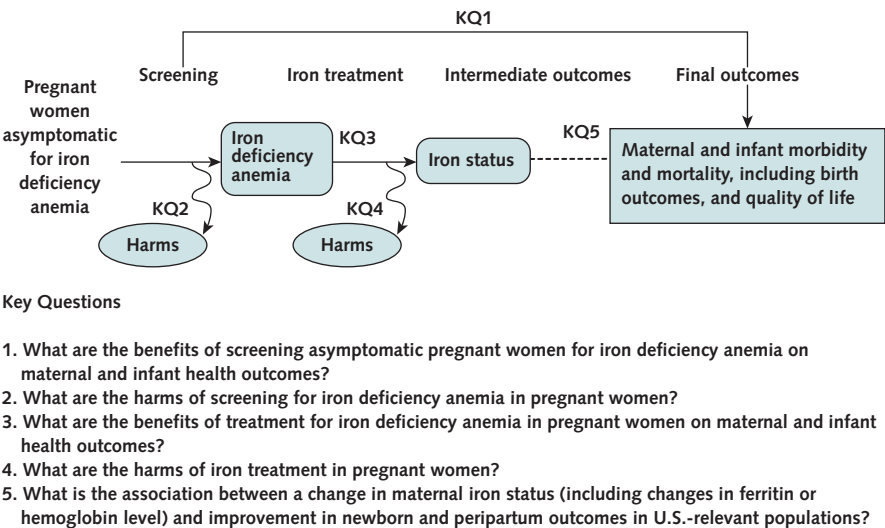 KQ1
Screening
Iron treatment
Intermediate outcomes
Final outcomes
Pregnant
women
asymptomatic
for iron
deficiency
anemia
Iron
deficiency
anemia
KQ3
Iron status
KQ5
Maternal and infant morbidity
and mortality, including birth
outcomes, and quality of life
KQ2
Harms
KQ4
Harms
Key Questions
1. What are the benefits of screening asymptomatic pregnant women for iron deficiency anemia on
maternal and infant health outcomes?
2. What are the harms of screening for iron deficiency anemia in pregnant women?
3. What are the benefits of treatment for iron deficiency anemia in pregnant women on maternal and infant
health outcomes?
4. What are the harms of iron treatment in pregnant women?
5. What is the association between a change in maternal iron status (including changes in ferritin or
hemoglobin level) and improvement in newborn and peripartum outcomes in U.S.-relevant populations?